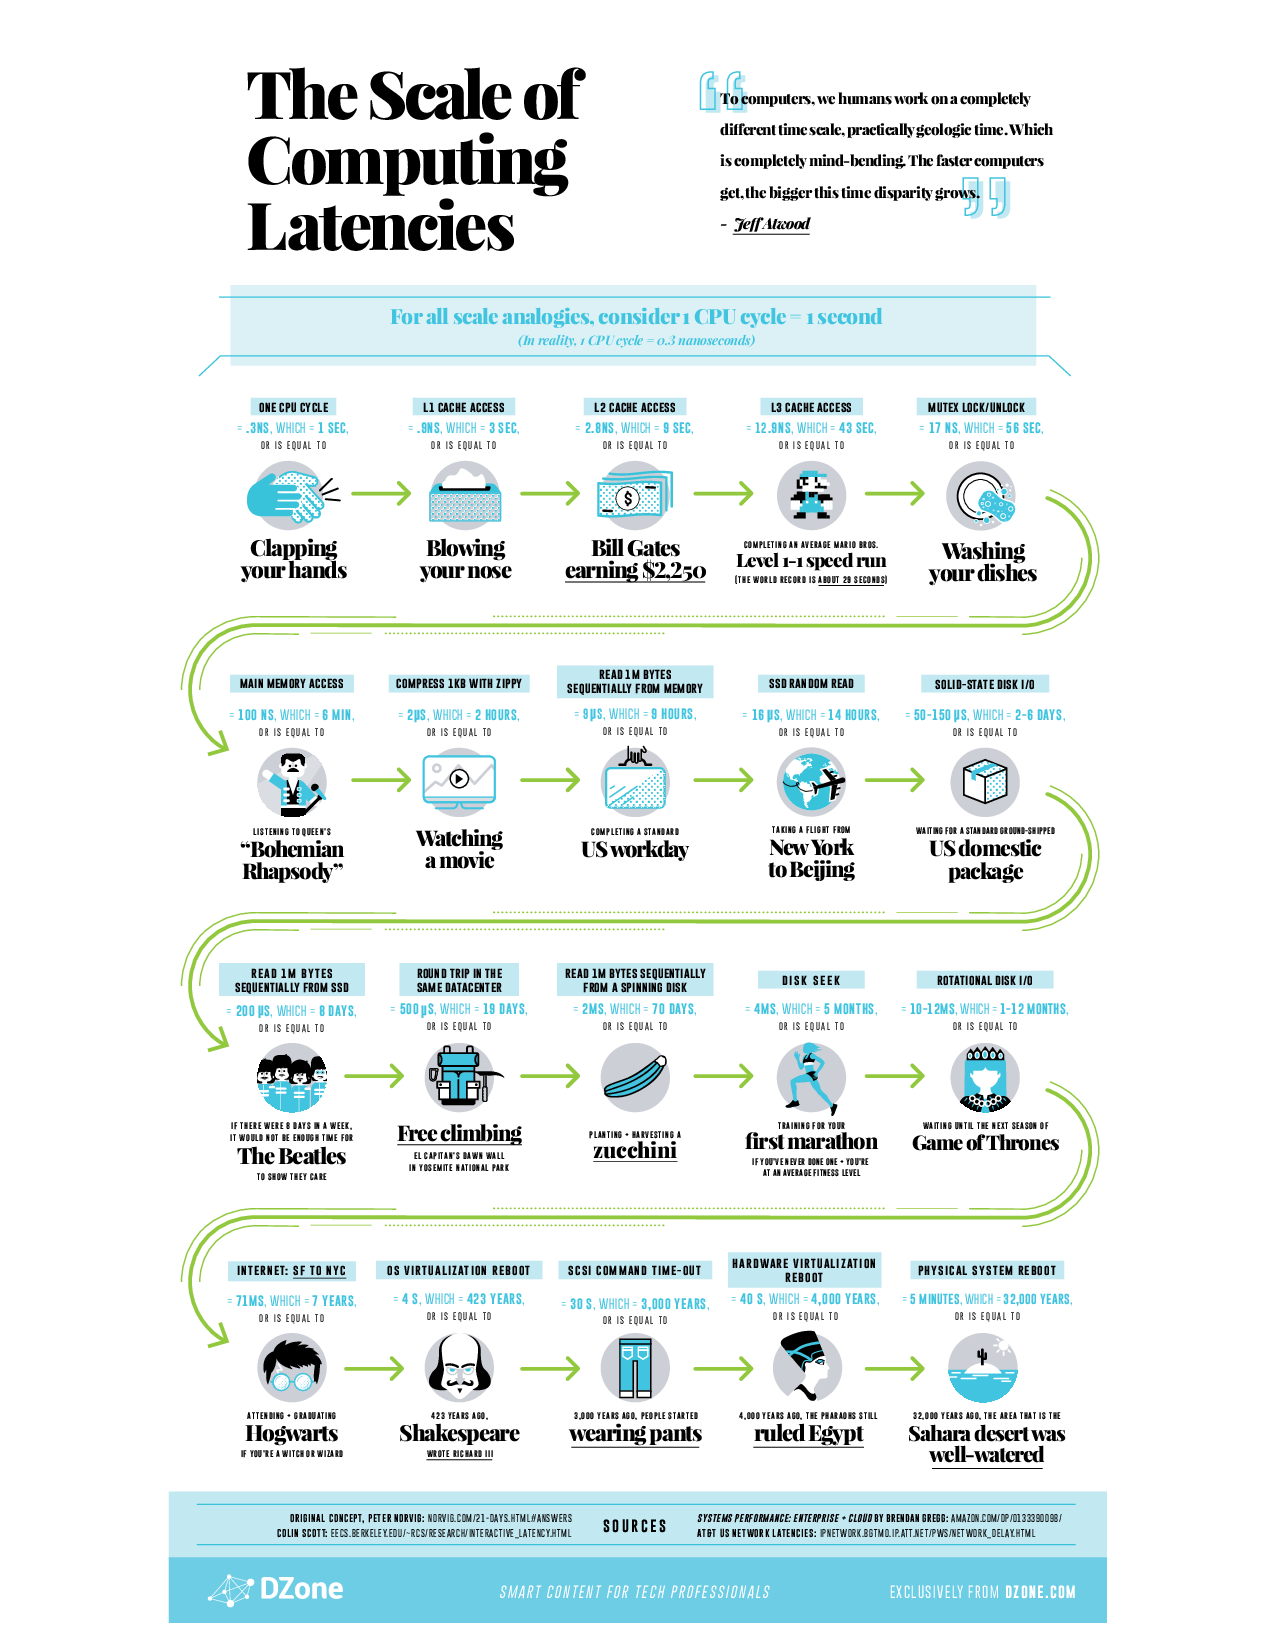 The Scale of
Computing
Latencies
“To computers, we humans work on a completely
different time scale, practically geologic time. Which
is completely mind-bending. The faster computers
get, the bigger this time disparity grows.”
- Jeff Atwood
For all scale analogies, consider 1 CPU cycle = 1 second
(In reality, 1 CPU cycle = 0.3 nanoseconds)
ONE CPU CYCLE
= .3NS, WHICH = 1 SEC,
OR IS EQUAL TO
Clapping
your hands
L1 CACHE ACCESS
= .9NS, WHICH = 3 SEC,
OR IS EQUAL TO
Blowing
your nose
L2 CACHE ACCESS
= 2.8NS, WHICH = 9 SEC,
OR IS EQUAL TO
$
Bill Gates
earning $2,250
L3 CACHE ACCESS
= 12.9NS, WHICH = 43 SEC,
OR IS EQUAL TO
COMPLETING AN AVERAGE MARIO BROS.
Level 1-1 speed run
(THE WORLD RECORD IS ABOUT 29 SECONDS)
MUTEX LOCK/UNLOCK
= 17 NS, WHICH = 56 SEC,
OR IS EQUAL TO
Washing
your dishes
MAIN MEMORY ACCESS
= 100 NS, WHICH = 6 MIN,
OR IS EQUAL TO
LISTENING TO QUEEN'S
“Bohemian
Rhapsody”
COMPRESS 1KB WITH ZIPPY
= 2µS, WHICH = 2 HOURS,
OR IS EQUAL TO
Watching
a movie
READ 1M BYTES
SEQUENTIALLY FROM MEMORY
= 9µS, WHICH = 9 HOURS,
OR IS EQUAL TO
COMPLETING A STANDARD
US workday
SSD RANDOM READ
= 16 µS, WHICH = 14 HOURS,
OR IS EQUAL TO
TAKING A FLIGHT FROM
New York
to Beijing
SOLID-STATE DISK I/O
= 50-150 µS, WHICH = 2-6 DAYS,
OR IS EQUAL TO
WAITING FOR A STANDARD GROUND-SHIPPED
US domestic
package
READ 1M BYTES
SEQUENTIALLY FROM SSD
= 200 µS, WHICH = 8 DAYS,
OR IS EQUAL TO
IF THERE WERE 8 DAYS IN A WEEK,
IT WOULD NOT BE ENOUGH TIME FOR
The Beatles
TO SHOW THEY CARE
ROUND TRIP IN THE
SAME DATACENTER
= 500 µS, WHICH = 19 DAYS,
OR IS EQUAL TO
Free climbing
EL CAPITAN'S DAWN WALL
IN YOSEMITE NATIONAL PARK
READ 1M BYTES SEQUENTIALLY
FROM A SPINNING DISK
= 2MS, WHICH = 70 DAYS,
OR IS EQUAL TO
PLANTING + HARVESTING A
zucchini
DISK SEEK
= 4MS, WHICH = 5 MONTHS,
OR IS EQUAL TO
TRAINING FOR YOUR
first marathon
IF YOU'VE NEVER DONE ONE + YOU'RE
AT AN AVERAGE FITNESS LEVEL
ROTATIONAL DISK I/O
= 10-12MS, WHICH = 1-12 MONTHS,
OR IS EQUAL TO
WAITING UNTIL THE NEXT SEASON OF
Game of Thrones
INTERNET: SF TO NYC
= 71MS, WHICH = 7 YEARS,
OR IS EQUAL TO
ATTENDING + GRADUATING
Hogwarts
IF YOU'RE A WITCH OR WIZARD
OS VIRTUALIZATION REBOOT
= 4 S, WHICH = 423 YEARS,
OR IS EQUAL TO
423 YEARS AGO,
Shakespeare
WROTE RICHARD III
SCSI COMMAND TIME-OUT
= 30 S, WHICH = 3,000 YEARS,
OR IS EQUAL TO
3,000 YEARS AGO, PEOPLE STARTED
wearing pants
HARDWARE VIRTUALIZATION
REBOOT
= 40 S, WHICH = 4,000 YEARS,
OR IS EQUAL TO
4,000 YEARS AGO, THE PHARAOHS STILL
ruled Egypt
PHYSICAL SYSTEM REBOOT
= 5 MINUTES, WHICH = 32,000 YEARS,
OR IS EQUAL TO
32,000 YEARS AGO, THE AREA THAT IS THE
Sahara desert was
well-watered
ORIGINAL CONCEPT, PETER NORVIG: NORVIG.COM/21-DAYS.HTML#ANSWERS
COLIN SCOTT: EECS.BERKELEY.EDU/~RCS/RESEARCH/INTERACTIVE_LATENCY.HTML
SOURCES
SYSTEMS PERFORMANCE: ENTERPRISE + CLOUD BY BRENDAN GREGG: AMAZON.COM/DP/0133390098/
AT&T US NETWORK LATENCIES: IPNETWORK.BGTMO.IP.ATT.NET/PWS/NETWORK_DELAY.HTML
DZone
SMART CONTENT FOR TECH PROFESSIONALS
EXCLUSIVELY FROM DZONE.COM